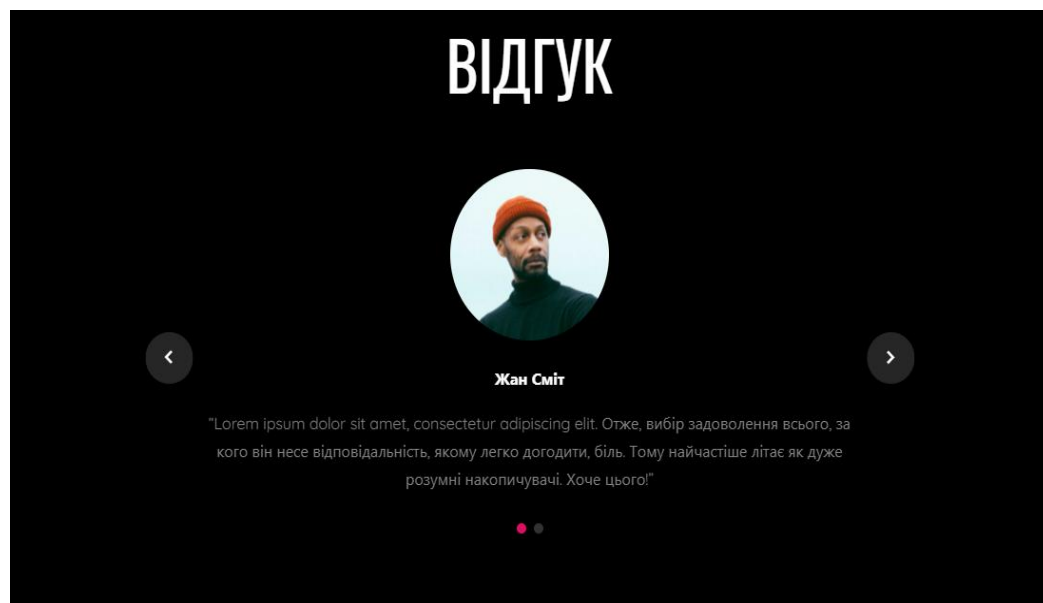 ВІДГУК
Жан Сміт
"Lorem ipsum dolor sit amet, consectetur adipiscing elit. Отже, вибір задоволення всього, за
кого він несе відповідальність, якому легко догодити, біль. Тому найчастіше літає як дуже
розумні накопичувачі. Хоче цього!"